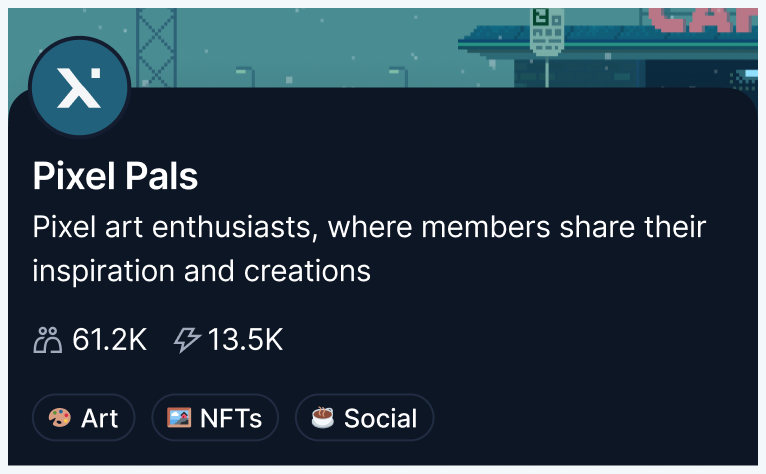 Pixel Pals
Pixel art enthusiasts, where members share their
inspiration and creations
61.2K 13.5K
Art NFTs Social